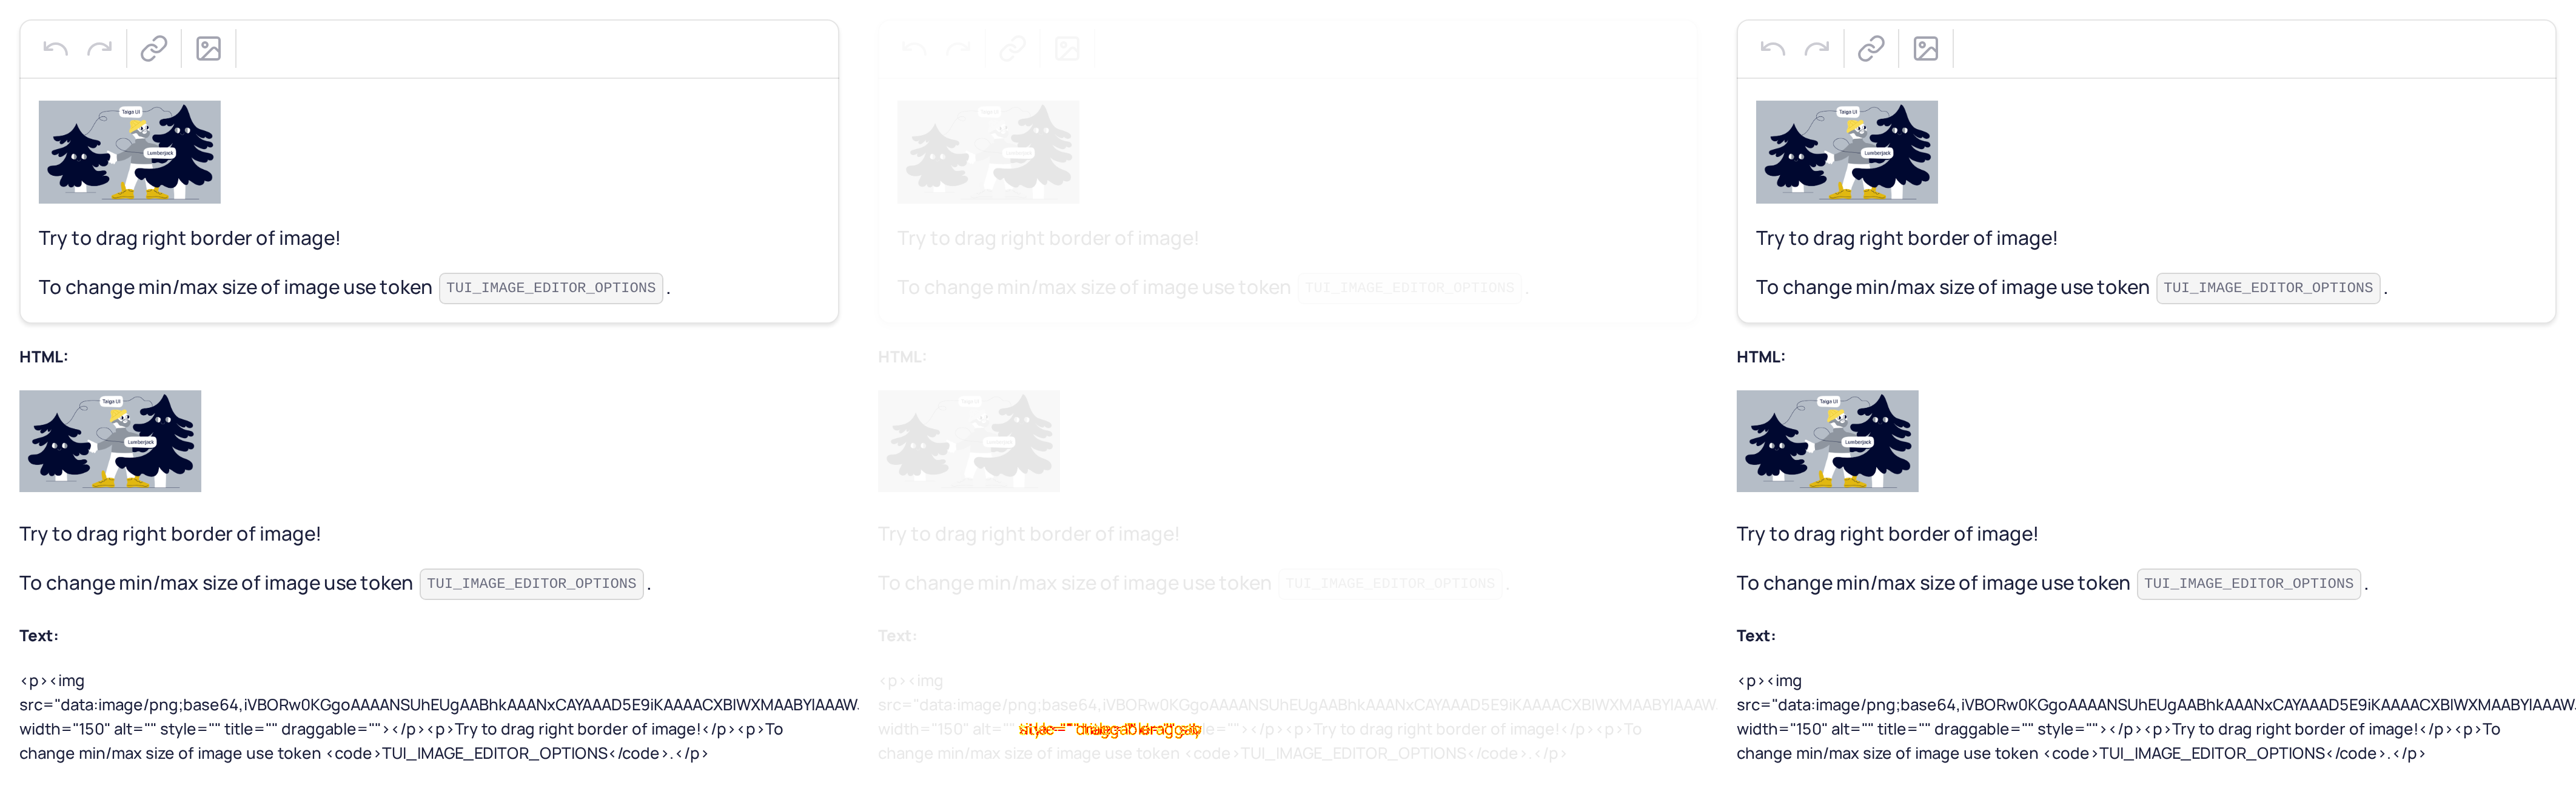 Taiga UI
Lumberjack
Try to drag right border of image!
To change min/max size of image use token TUI_IMAGE_EDITOR_OPTIONS .
HTML:
Taiga UI
Lumberjack
Try to drag right border of image!
To change min/max size of image use token TUI_IMAGE_EDITOR_OPTIONS .
Text:
<p><img
src="data:image/png;base64,iVBORw0KGgoAAAANSUhEUgAABhkAAANxCAYAAAD5E9iKAAAACXBIWXMAABYlAAAW
width="150" alt="" style="" title="" draggable=""></p><p>Try to drag right border of image!</p><p>To
change min/max size of image use token <code>TUI_IMAGE_EDITOR_OPTIONS</code>.</p>
Taiga UI
Try to drag right border of image!
To change min/max size of image use token TUI_IMAGE_EDITOR_OPTIONS .
HTML:
Taiga UI
Try to drag right border of image!
To change min/max size of image use token TUI_IMAGE_EDITOR_OPTIONS .
Text:
<p><img
src="data:image/png;base64,iVBORw0KGgoAAAANSUhEUgAABhkAAANxCAYAAAD5E9iKAAAACXBIWXMAABYlAAAW
width="150" alt="" ></p><p>Try to drag right border of image!</p><p>To
change min/max size of image use token <code>TUI_IMAGE_EDITOR_OPTIONS</code>.</p>
Taiga UI
Lumberjack
Try to drag right border of image!
To change min/max size of image use token TUI_IMAGE_EDITOR_OPTIONS .
HTML:
Taiga UI
Lumberjack
Try to drag right border of image!
To change min/max size of image use token TUI_IMAGE_EDITOR_OPTIONS .
Text:
<p><img
src="data:image/png;base64,iVBORw0KGgoAAAANSUhEUgAABhkAAANxCAYAAAD5E9iKAAAACXBIWXMAABYlAAAW
width="150" alt="" title="" draggable="" style=""></p><p>Try to drag right border of image!</p><p>To
change min/max size of image use token <code>TUI_IMAGE_EDITOR_OPTIONS</code>.</p>